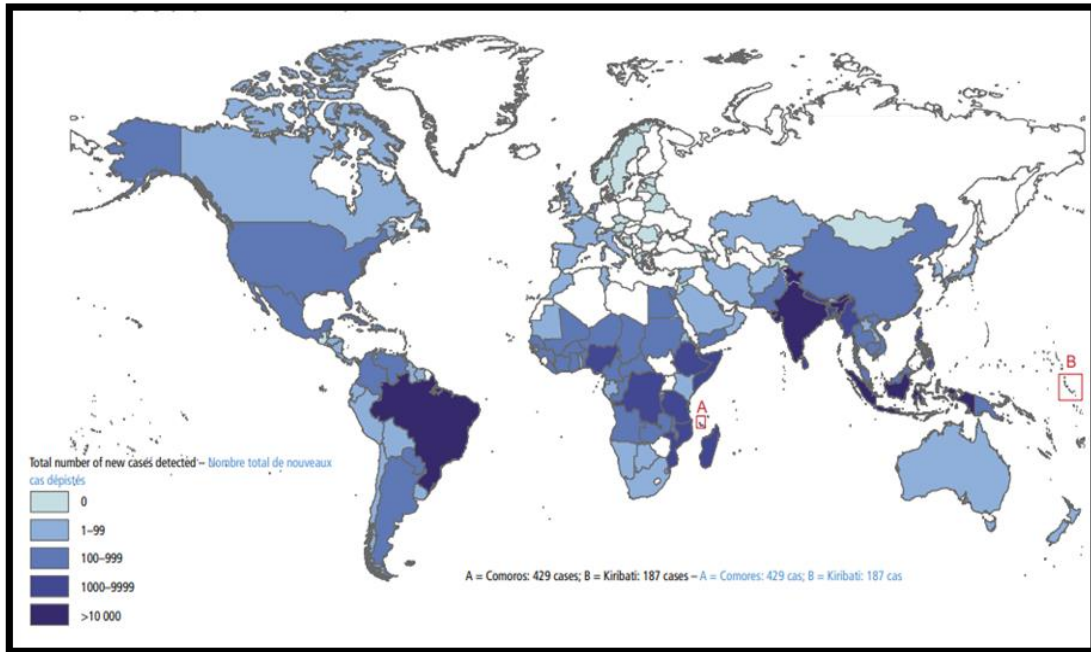 A
B
Total number of new cases detected – Nombre total de nouveaux
cas dépistés
0
1–99
100–999
1000–9999
>10 000
A = Comoros: 429 cases; B = Kiribati: 187 cases – A = Comores: 429 cas; B = Kiribati: 187 cas